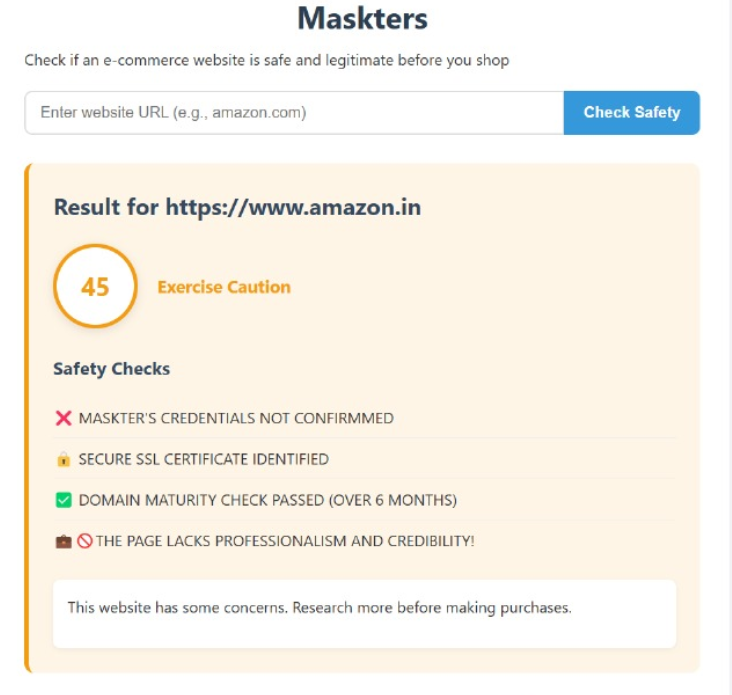 Maskters
Check if an e-commerce website is safe and legitimate before you shop
Enter website URL (e.g., amazon.com)
Check Safety
Result for https://www.amazon.in
45
Exercise Caution
Safety Checks
❌ MASKTER'S CREDENTIALS NOT CONFIRMMED
🔒 SECURE SSL CERTIFICATE IDENTIFIED
✅ DOMAIN MATURITY CHECK PASSED (OVER 6 MONTHS)
💼 🚫 THE PAGE LACKS PROFESSIONALISM AND CREDIBILITY!
This website has some concerns. Research more before making purchases.